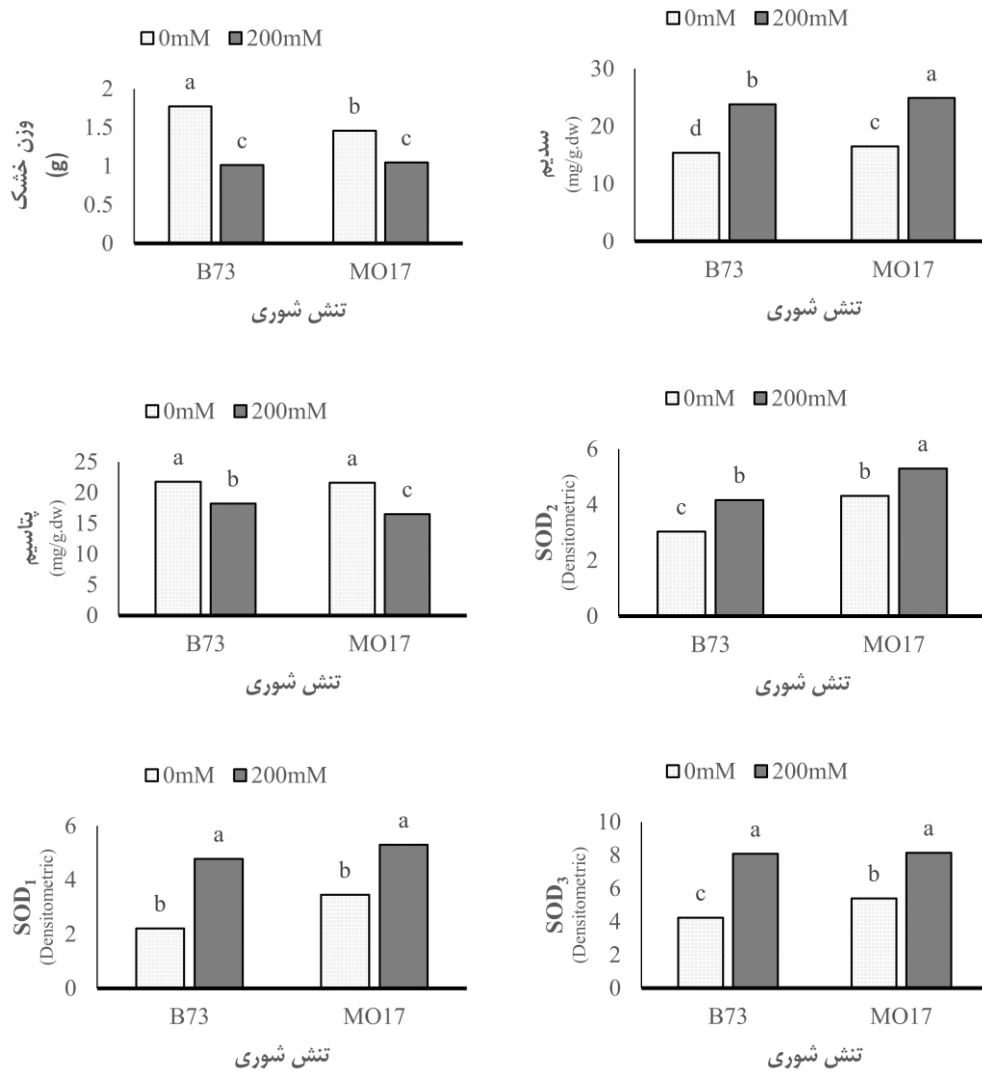 0mM 200mM
وزن خشک
(g)
2
1.5
1
0.5
0
a
c
b
c
B73 MO17
تنش شوری
0mM 200mM
سدیم
(mg/g.dw)
30
20
10
0
d
b
c
a
B73 MO17
تنش شوری
0mM 200mM
پتاسیم
(mg/g.dw)
25
20
15
10
5
0
a
b
a
c
B73 MO17
تنش شوری
0mM 200mM
SOD₂
(Densitometric)
6
4
2
0
c
b
b
a
B73 MO17
تنش شوری
0mM 200mM
SOD₁
(Densitometric)
6
4
2
0
b
a
b
a
B73 MO17
تنش شوری
0mM 200mM
SOD₃
(Densitometric)
10
8
6
4
2
0
c
a
b
a
B73 MO17
تنش شوری